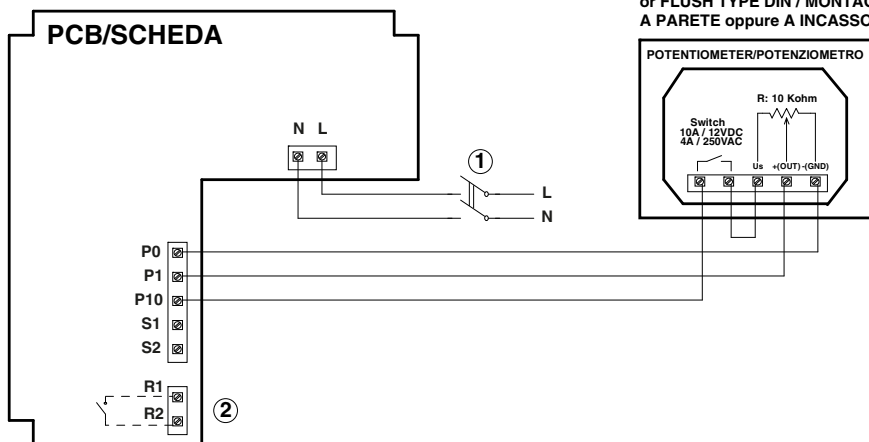 or FLUSH TYPE DIN / MONTAG
A PARETE oppure A INCASSO
PCB/SCHEDA
POTENTIOMETER/POTENZIOMETRO
R: 10 Kohm
Switch
10A / 12VDC
4A / 250VAC
Us +(OUT) -(GND)
N L
1
L
N
P0
P1
P10
S1
S2
R1
R2
2